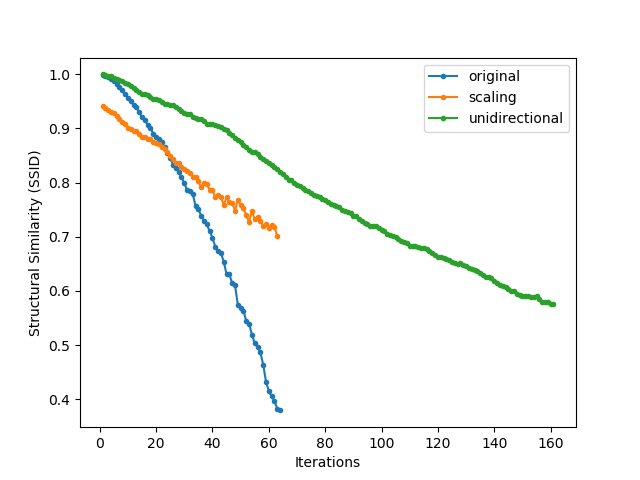 original
scaling
unidirectional
1.0
0.9
0.8
0.7
0.6
0.5
0.4
Structural Similarity (SSID)
0 20 40 60 80 100 120 140 160
Iterations